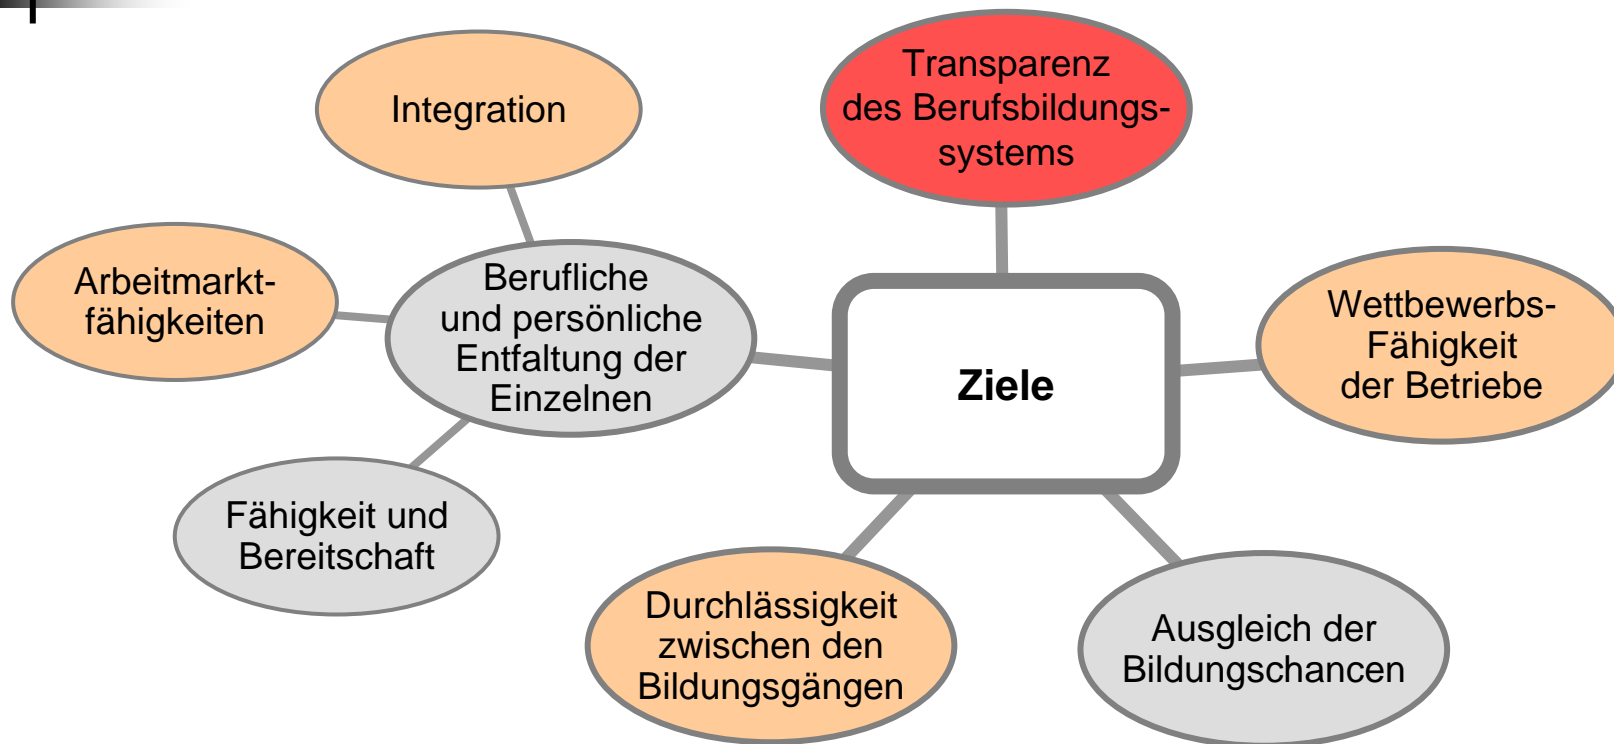 Transparenz
des Berufsbildungs-
systems
Integration
Arbeitmarkt-
fähigkeiten
Berufliche
und persönliche
Entfaltung der
Einzelnen
Ziele
Wettbewerbs-
Fähigkeit
der Betriebe
Fähigkeit und
Bereitschaft
Durchlässigkeit
zwischen den
Bildungsgängen
Ausgleich der
Bildungschancen